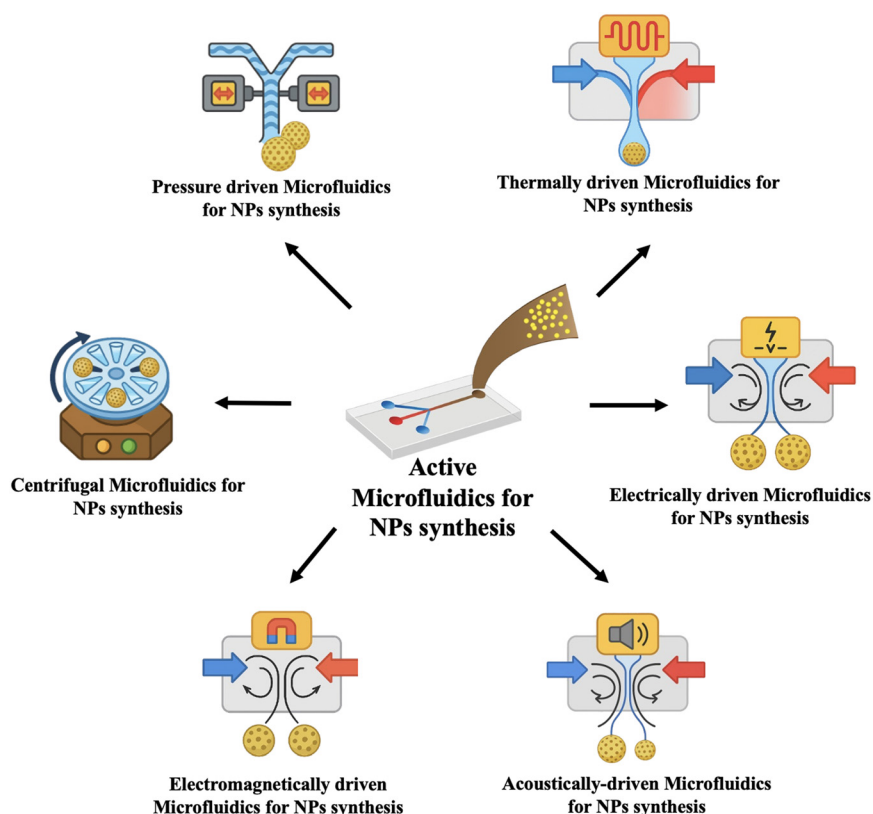 Pressure driven Microfluidics
for NPs synthesis
Thermally driven Microfluidics for
NPs synthesis
Centrifugal Microfluidics for
NPs synthesis
Active
Microfluidics for
NPs synthesis
V
Electrically driven Microfluidics
for NPs synthesis
Electromagnetically driven
Microfluidics for NPs synthesis
Acoustically-driven Microfluidics
for NPs synthesis